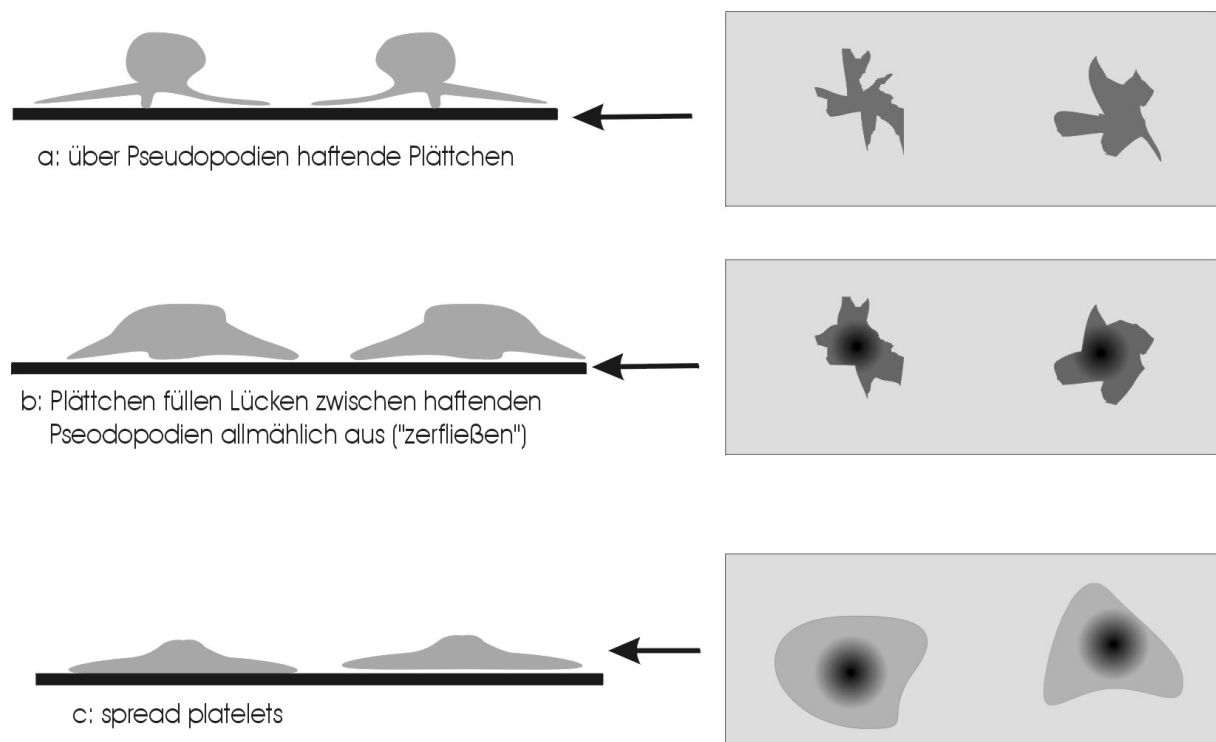 a: über Pseudopodien haftende Plättchen
b: Plättchen füllen Lücken zwischen haftenden
Pseodopodien allmählich aus ("zerfließen")
c: spread platelets